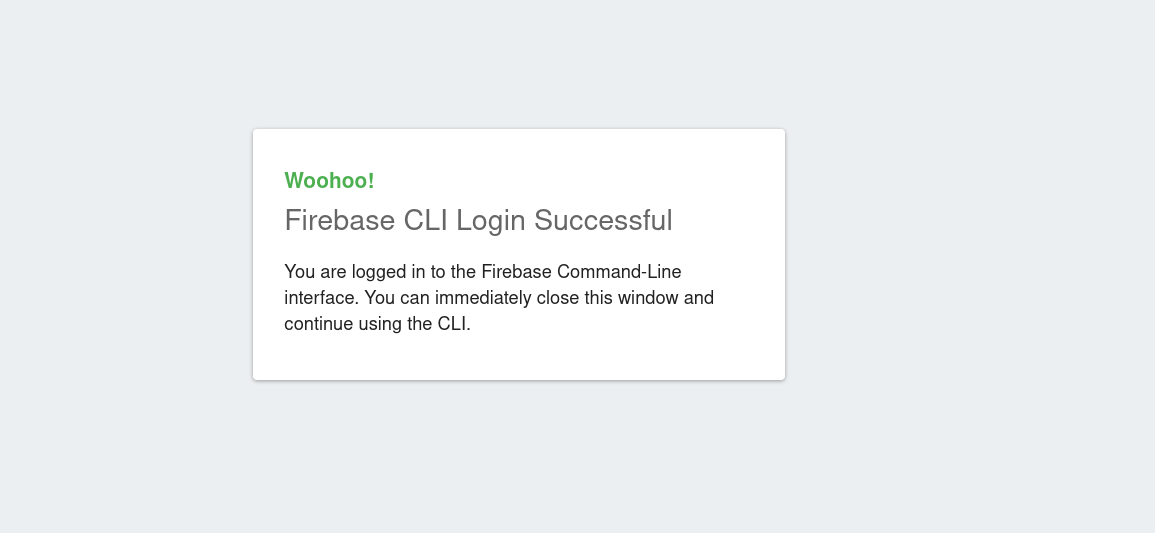 Woohoo!
Firebase CLI Login Successful
You are logged in to the Firebase Command-Line
interface. You can immediately close this window and
continue using the CLI.